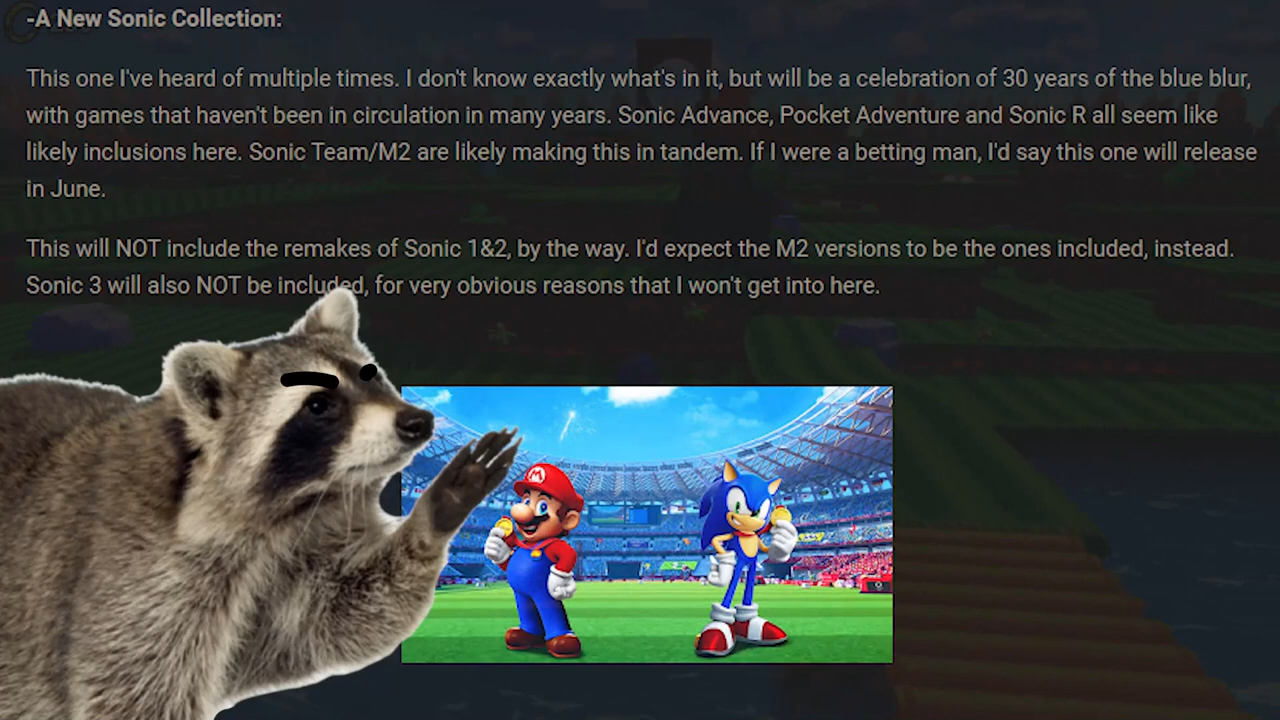 -A New Sonic Collection:
This one I've heard of multiple times. I don't know exactly what's in it, but will be a celebration of 30 years of the blue blur,
with games that haven't been in circulation in many years. Sonic Advance, Pocket Adventure and Sonic R all seem like
likely inclusions here. Sonic Team/M2 are likely making this in tandem. If I were a betting man, I'd say this one will release
in June.
This will NOT include the remakes of Sonic 1&2, by the way. I'd expect the M2 versions to be the ones included, instead.
Sonic 3 will also NOT be included, for very obvious reasons that I won't get into here.
M